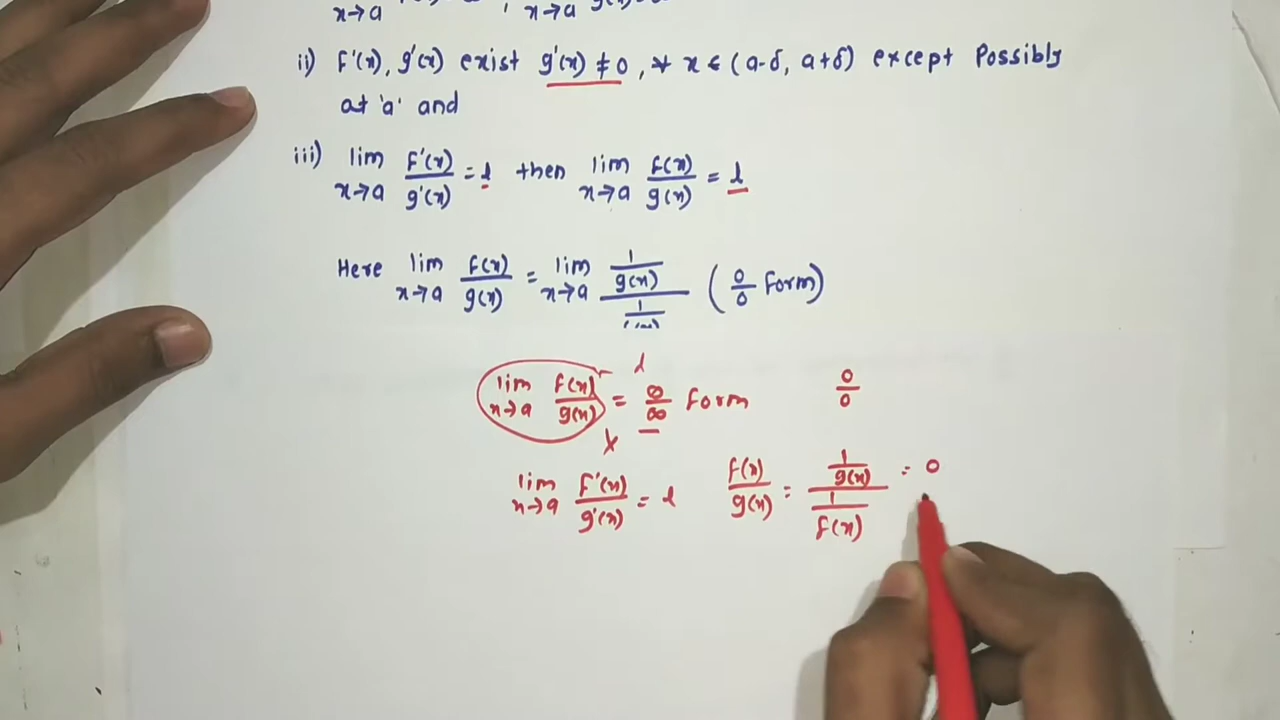 x→a x→a g(x)
ii) f'(x), g'(x) exist g'(x) ≠ 0, ∀ x ∈ (a-δ, a+δ) except Possibly
at 'a' and
iii) lim x→a f'(x)/g'(x) = l then lim x→a f(x)/g(x) = l
Here lim x→a f(x)/g(x) = lim x→a (1/g(x))/(1/f(x)) (0/0 form)
l
lim x→a f(x)/g(x) = ∞/∞ form 0/0
lim x→a f'(x)/g'(x) = l f(x)/g(x) = (1/g(x))/(1/f(x)) = 0